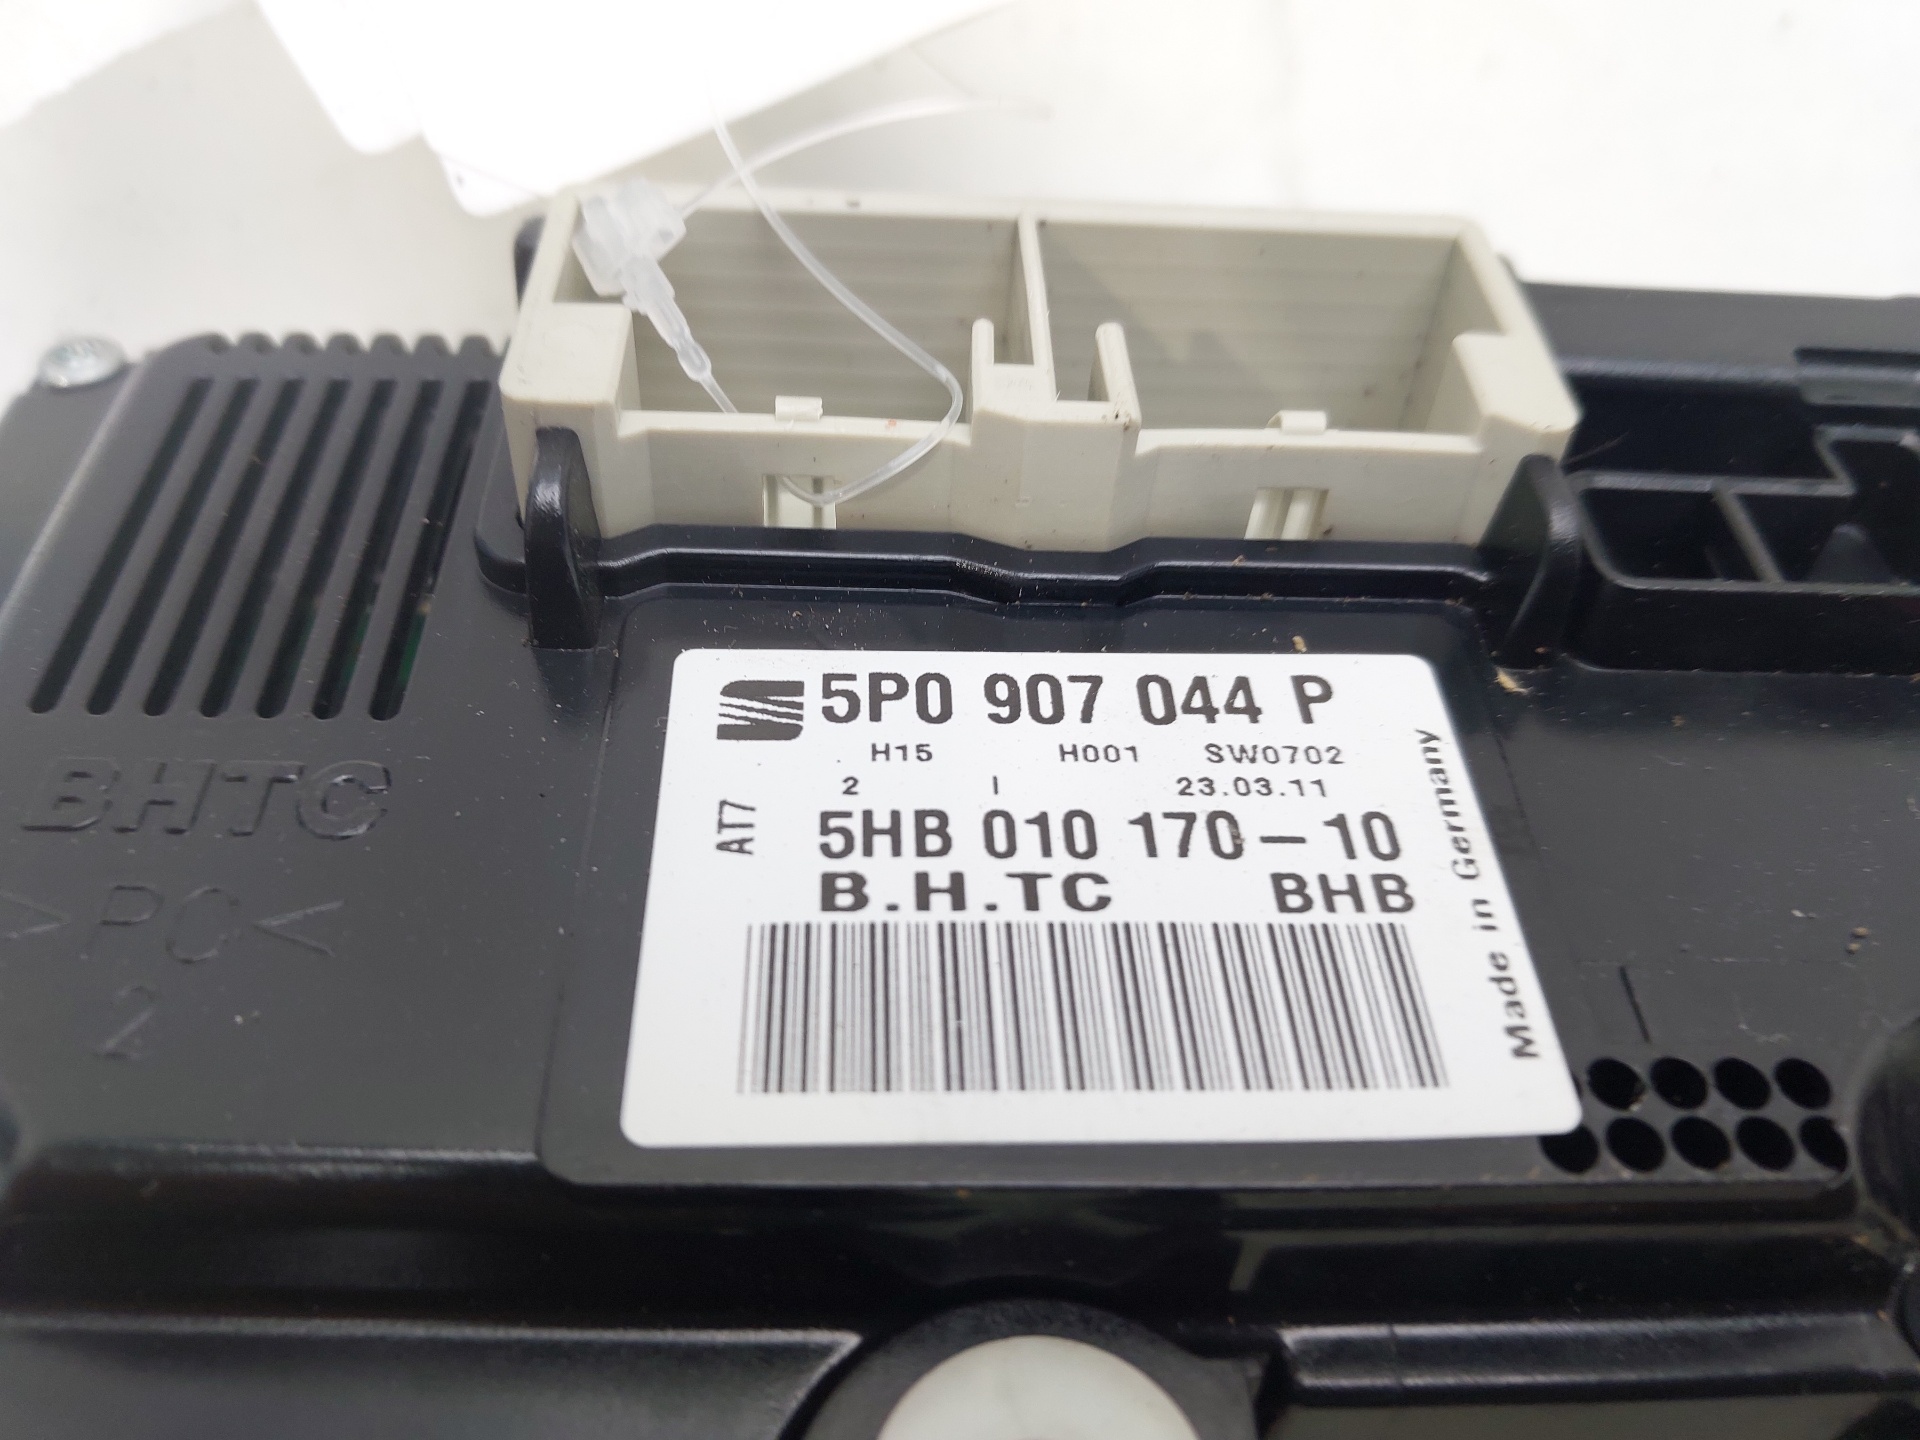 5P0 907 044 P
H15 H001 SW0702
2 I 23.03.11
AT7
5HB 010 170-10
B.H.TC BHB
Made in Germany
BHTC
>PC<
2